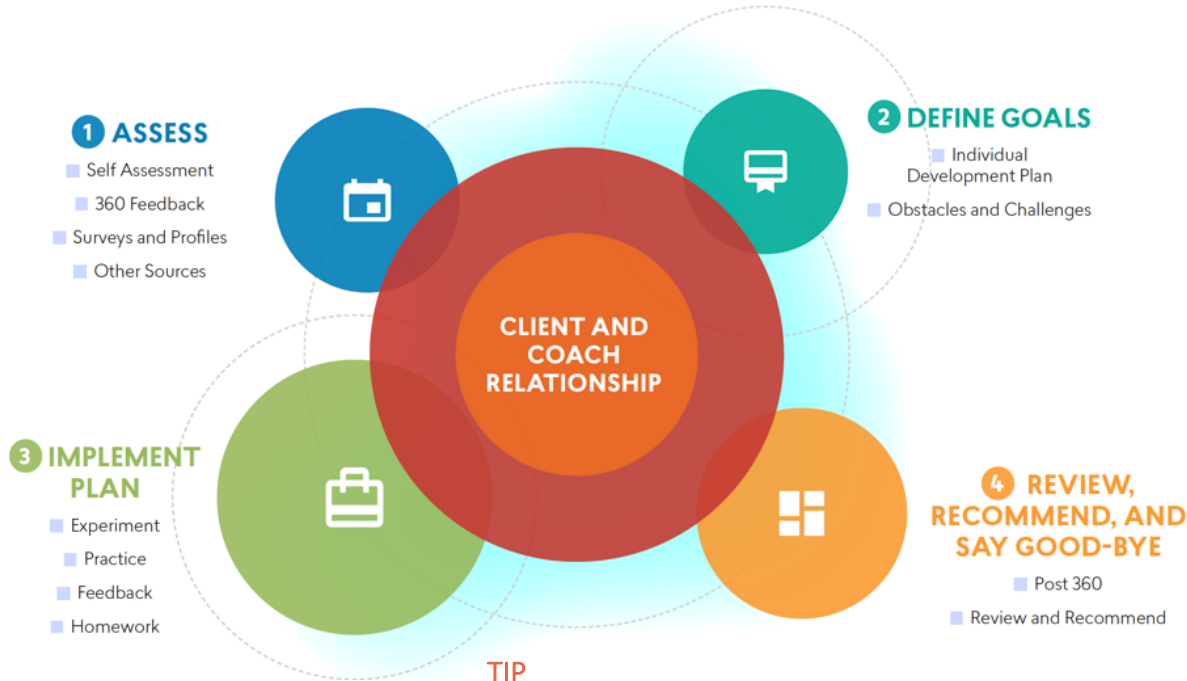 1 ASSESS
Self Assessment
360 Feedback
Surveys and Profiles
Other Sources
2 DEFINE GOALS
Individual
Development Plan
Obstacles and Challenges
CLIENT AND
COACH
RELATIONSHIP
3 IMPLEMENT
PLAN
Experiment
Practice
Feedback
Homework
4 REVIEW,
RECOMMEND, AND
SAY GOOD-BYE
Post 360
Review and Recommend
TIP